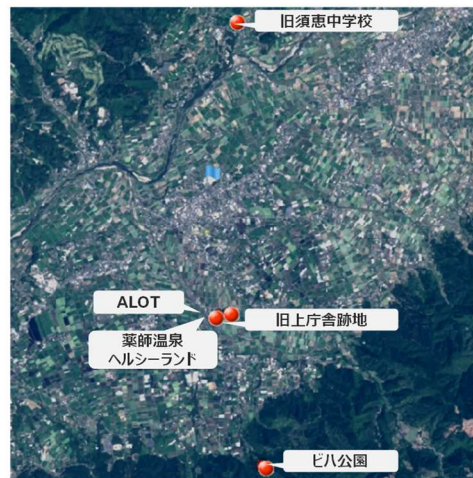 旧須恵中学校
ALOT
薬師温泉
ヘルシーランド
旧上庁舎跡地
ビハ公園